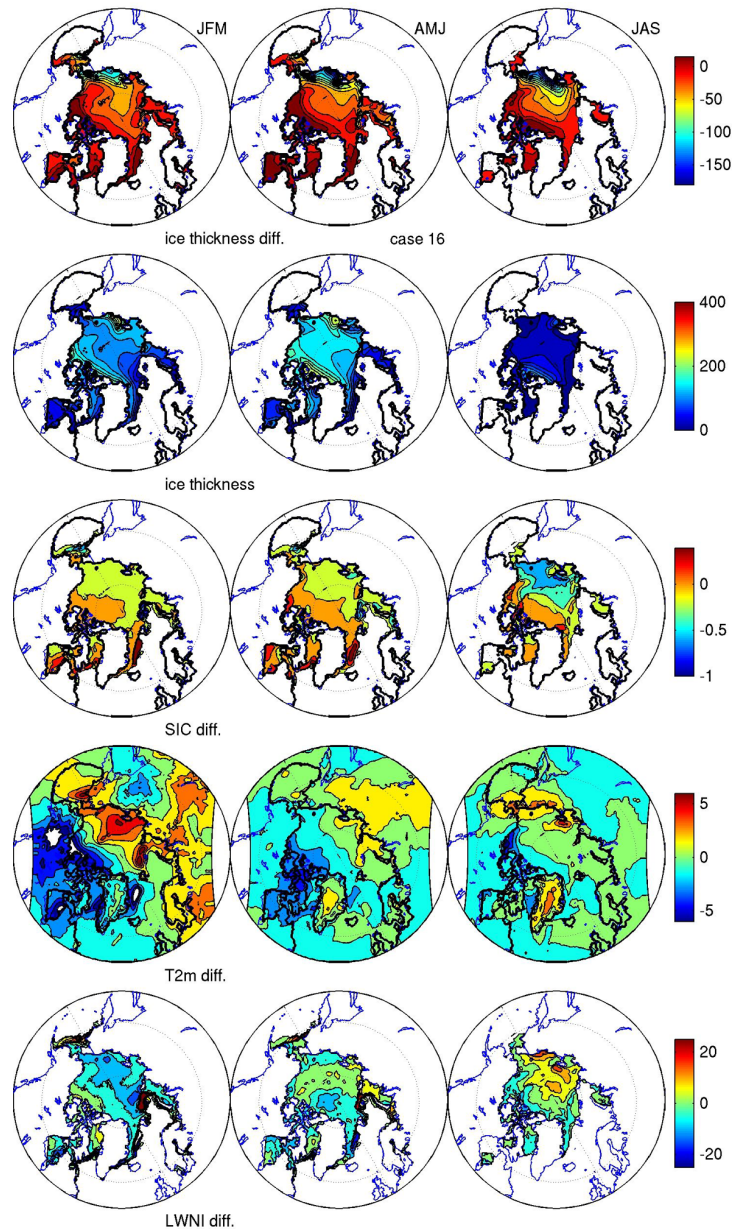 JFM AMJ JAS
0
-50
-100
-150
ice thickness diff. case 16
400
200
0
ice thickness
0
-0.5
-1
SIC diff.
5
0
-5
T2m diff.
20
0
-20
LWNI diff.